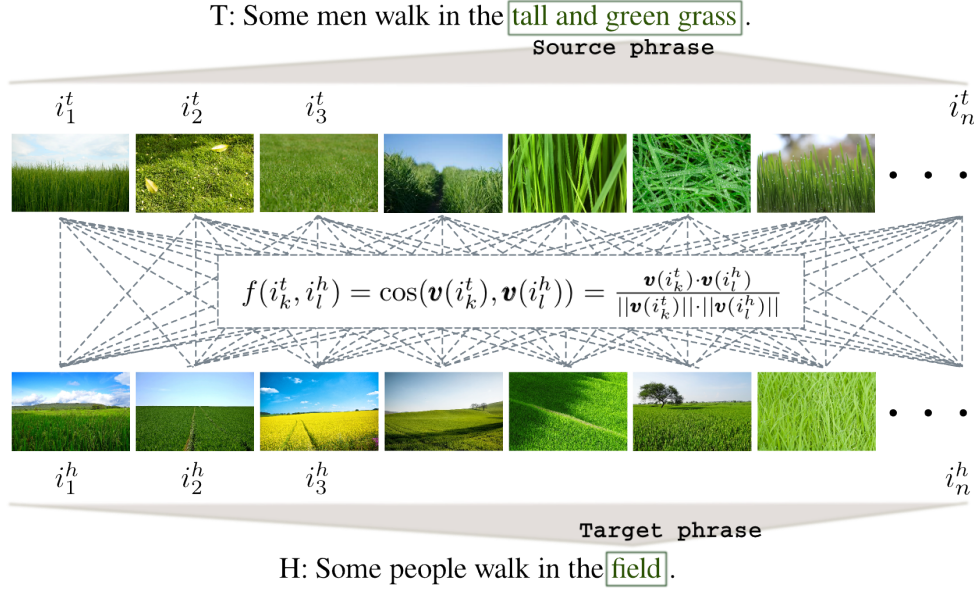 T: Some men walk in the tall and green grass .
Source phrase
i_1^t i_2^t i_3^t i_n^t
• • •
f(i_k^t, i_l^h) = cos(v(i_k^t), v(i_l^h)) = v(i_k^t)·v(i_l^h) / ||v(i_k^t)||·||v(i_l^h)||
• • •
i_1^h i_2^h i_3^h i_n^h
Target phrase
H: Some people walk in the field .